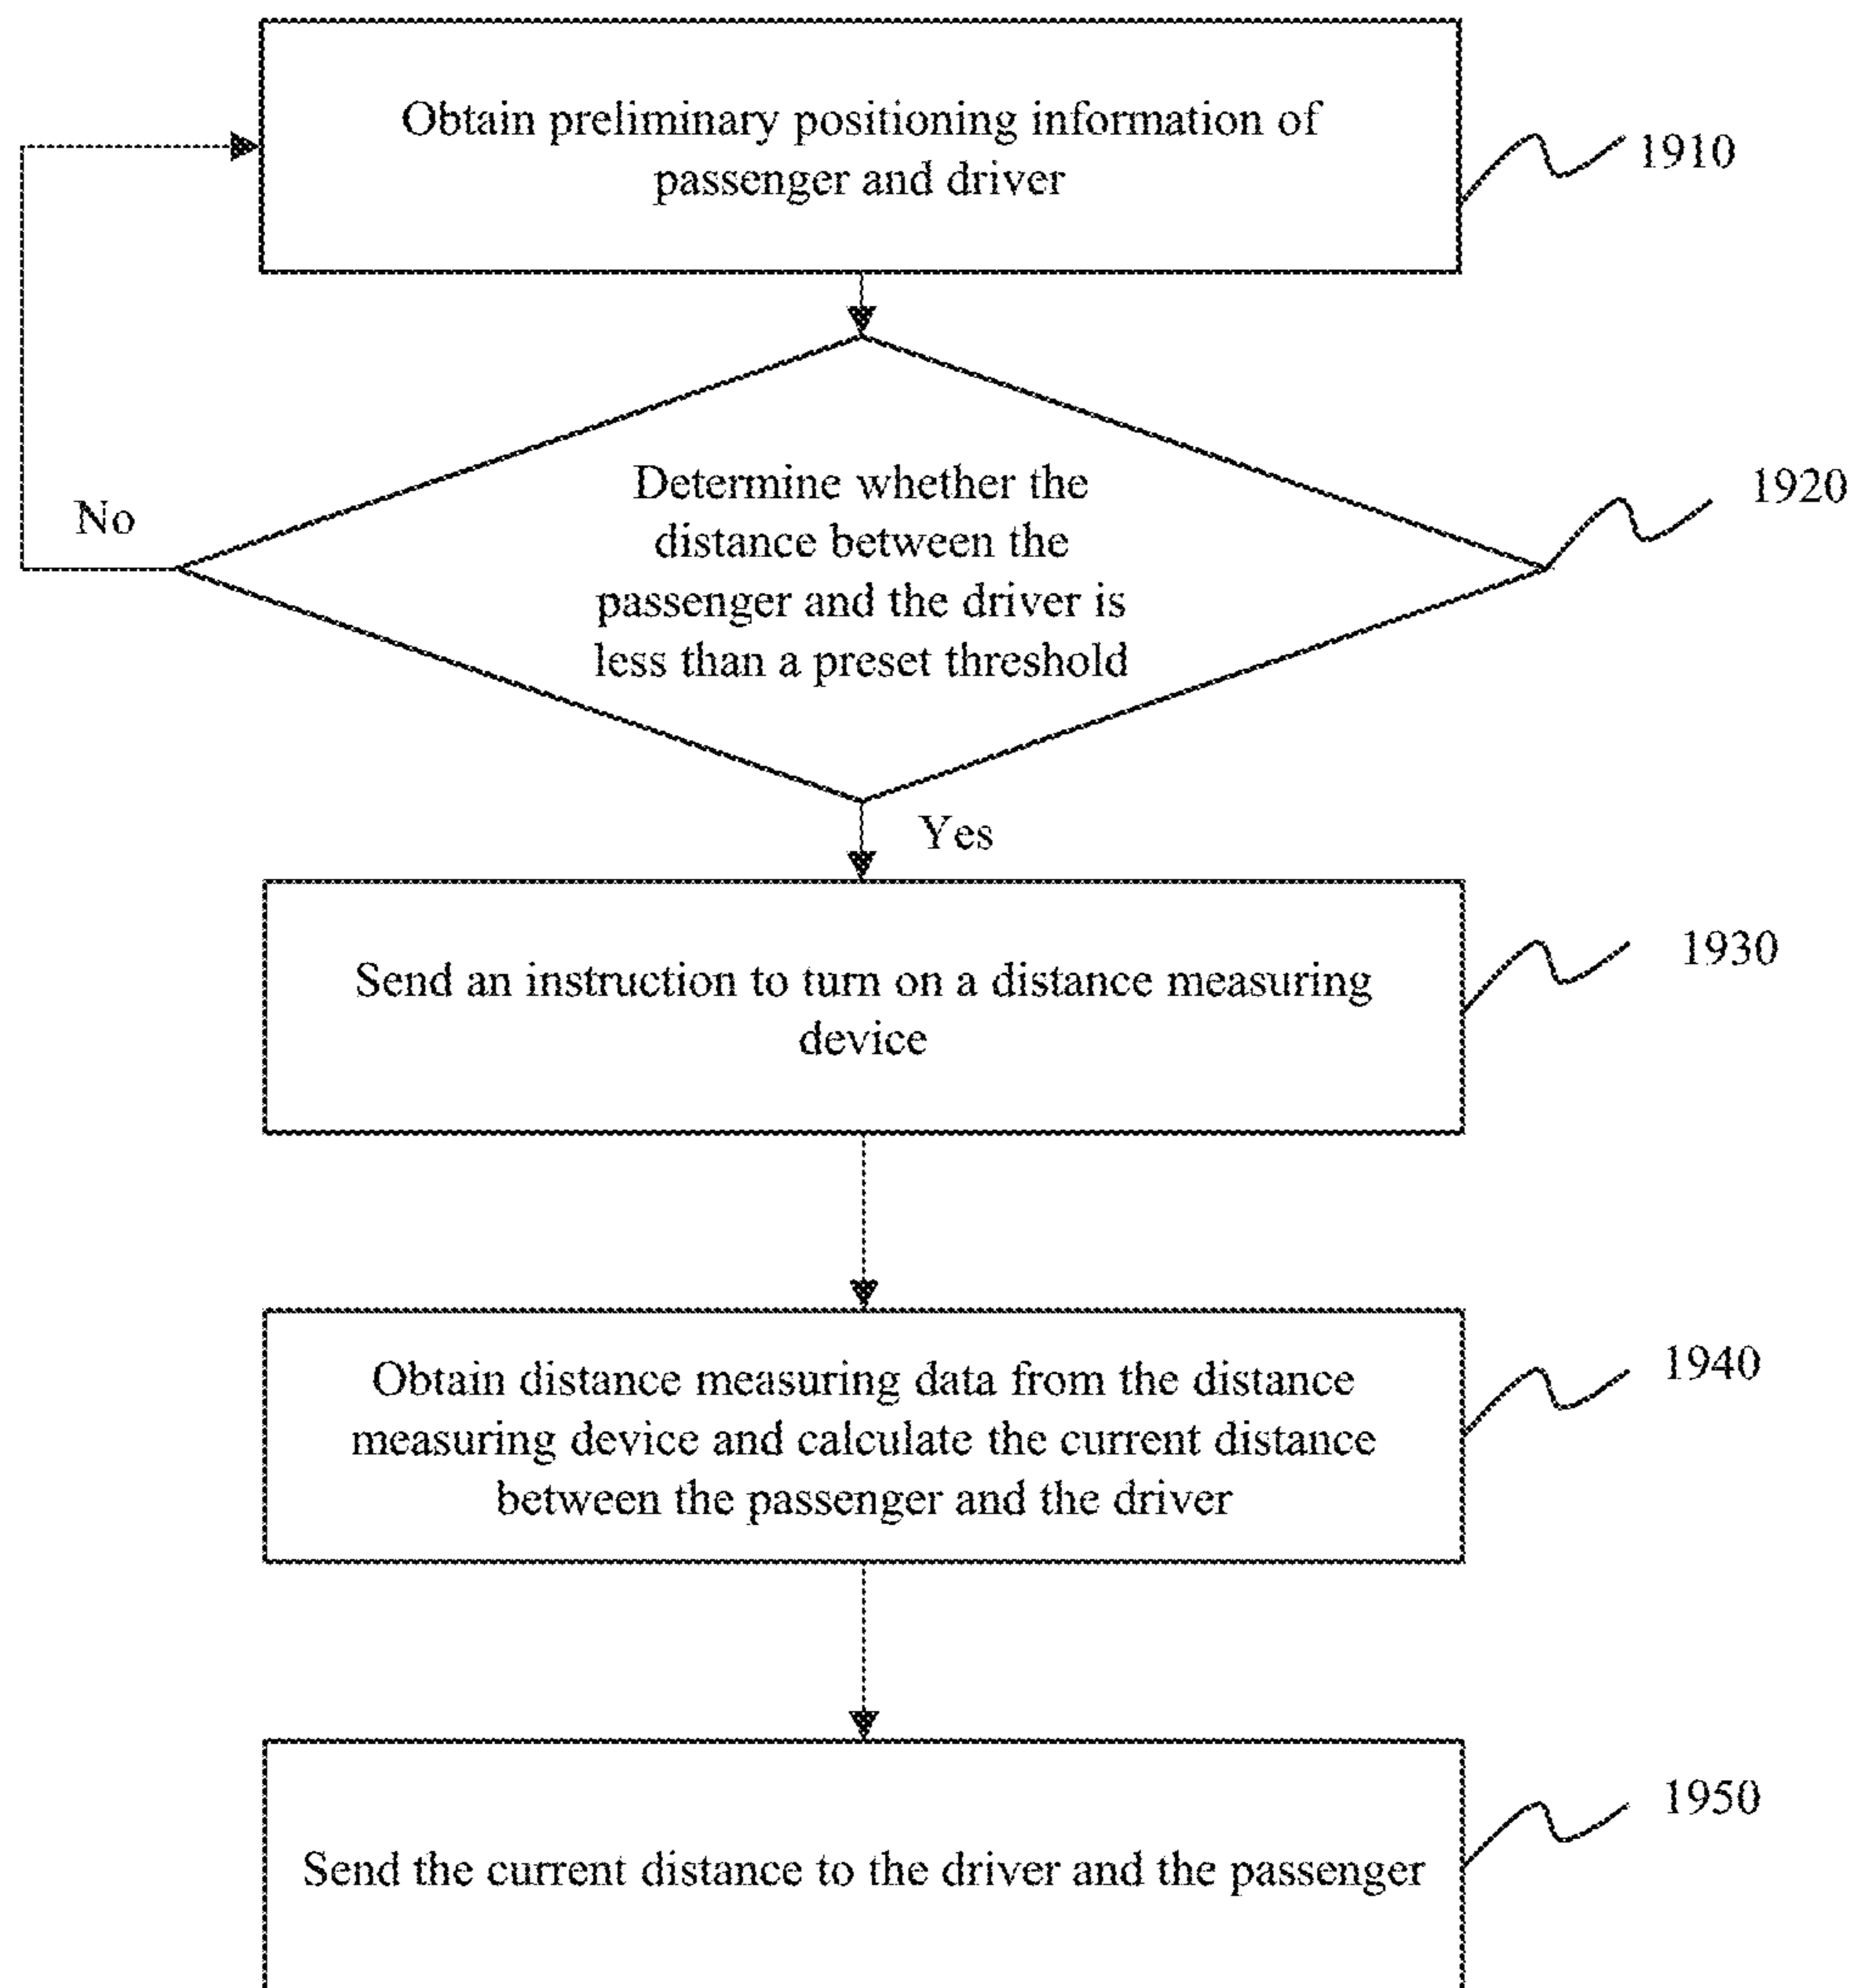 Obtain preliminary positioning information of
passenger and driver
1910
Determine whether the
distance between the
passenger and the driver is
less than a preset threshold
1920
No
Yes
Send an instruction to turn on a distance measuring
device
1930
Obtain distance measuring data from the distance
measuring device and calculate the current distance
between the passenger and the driver
1940
Send the current distance to the driver and the passenger
1950